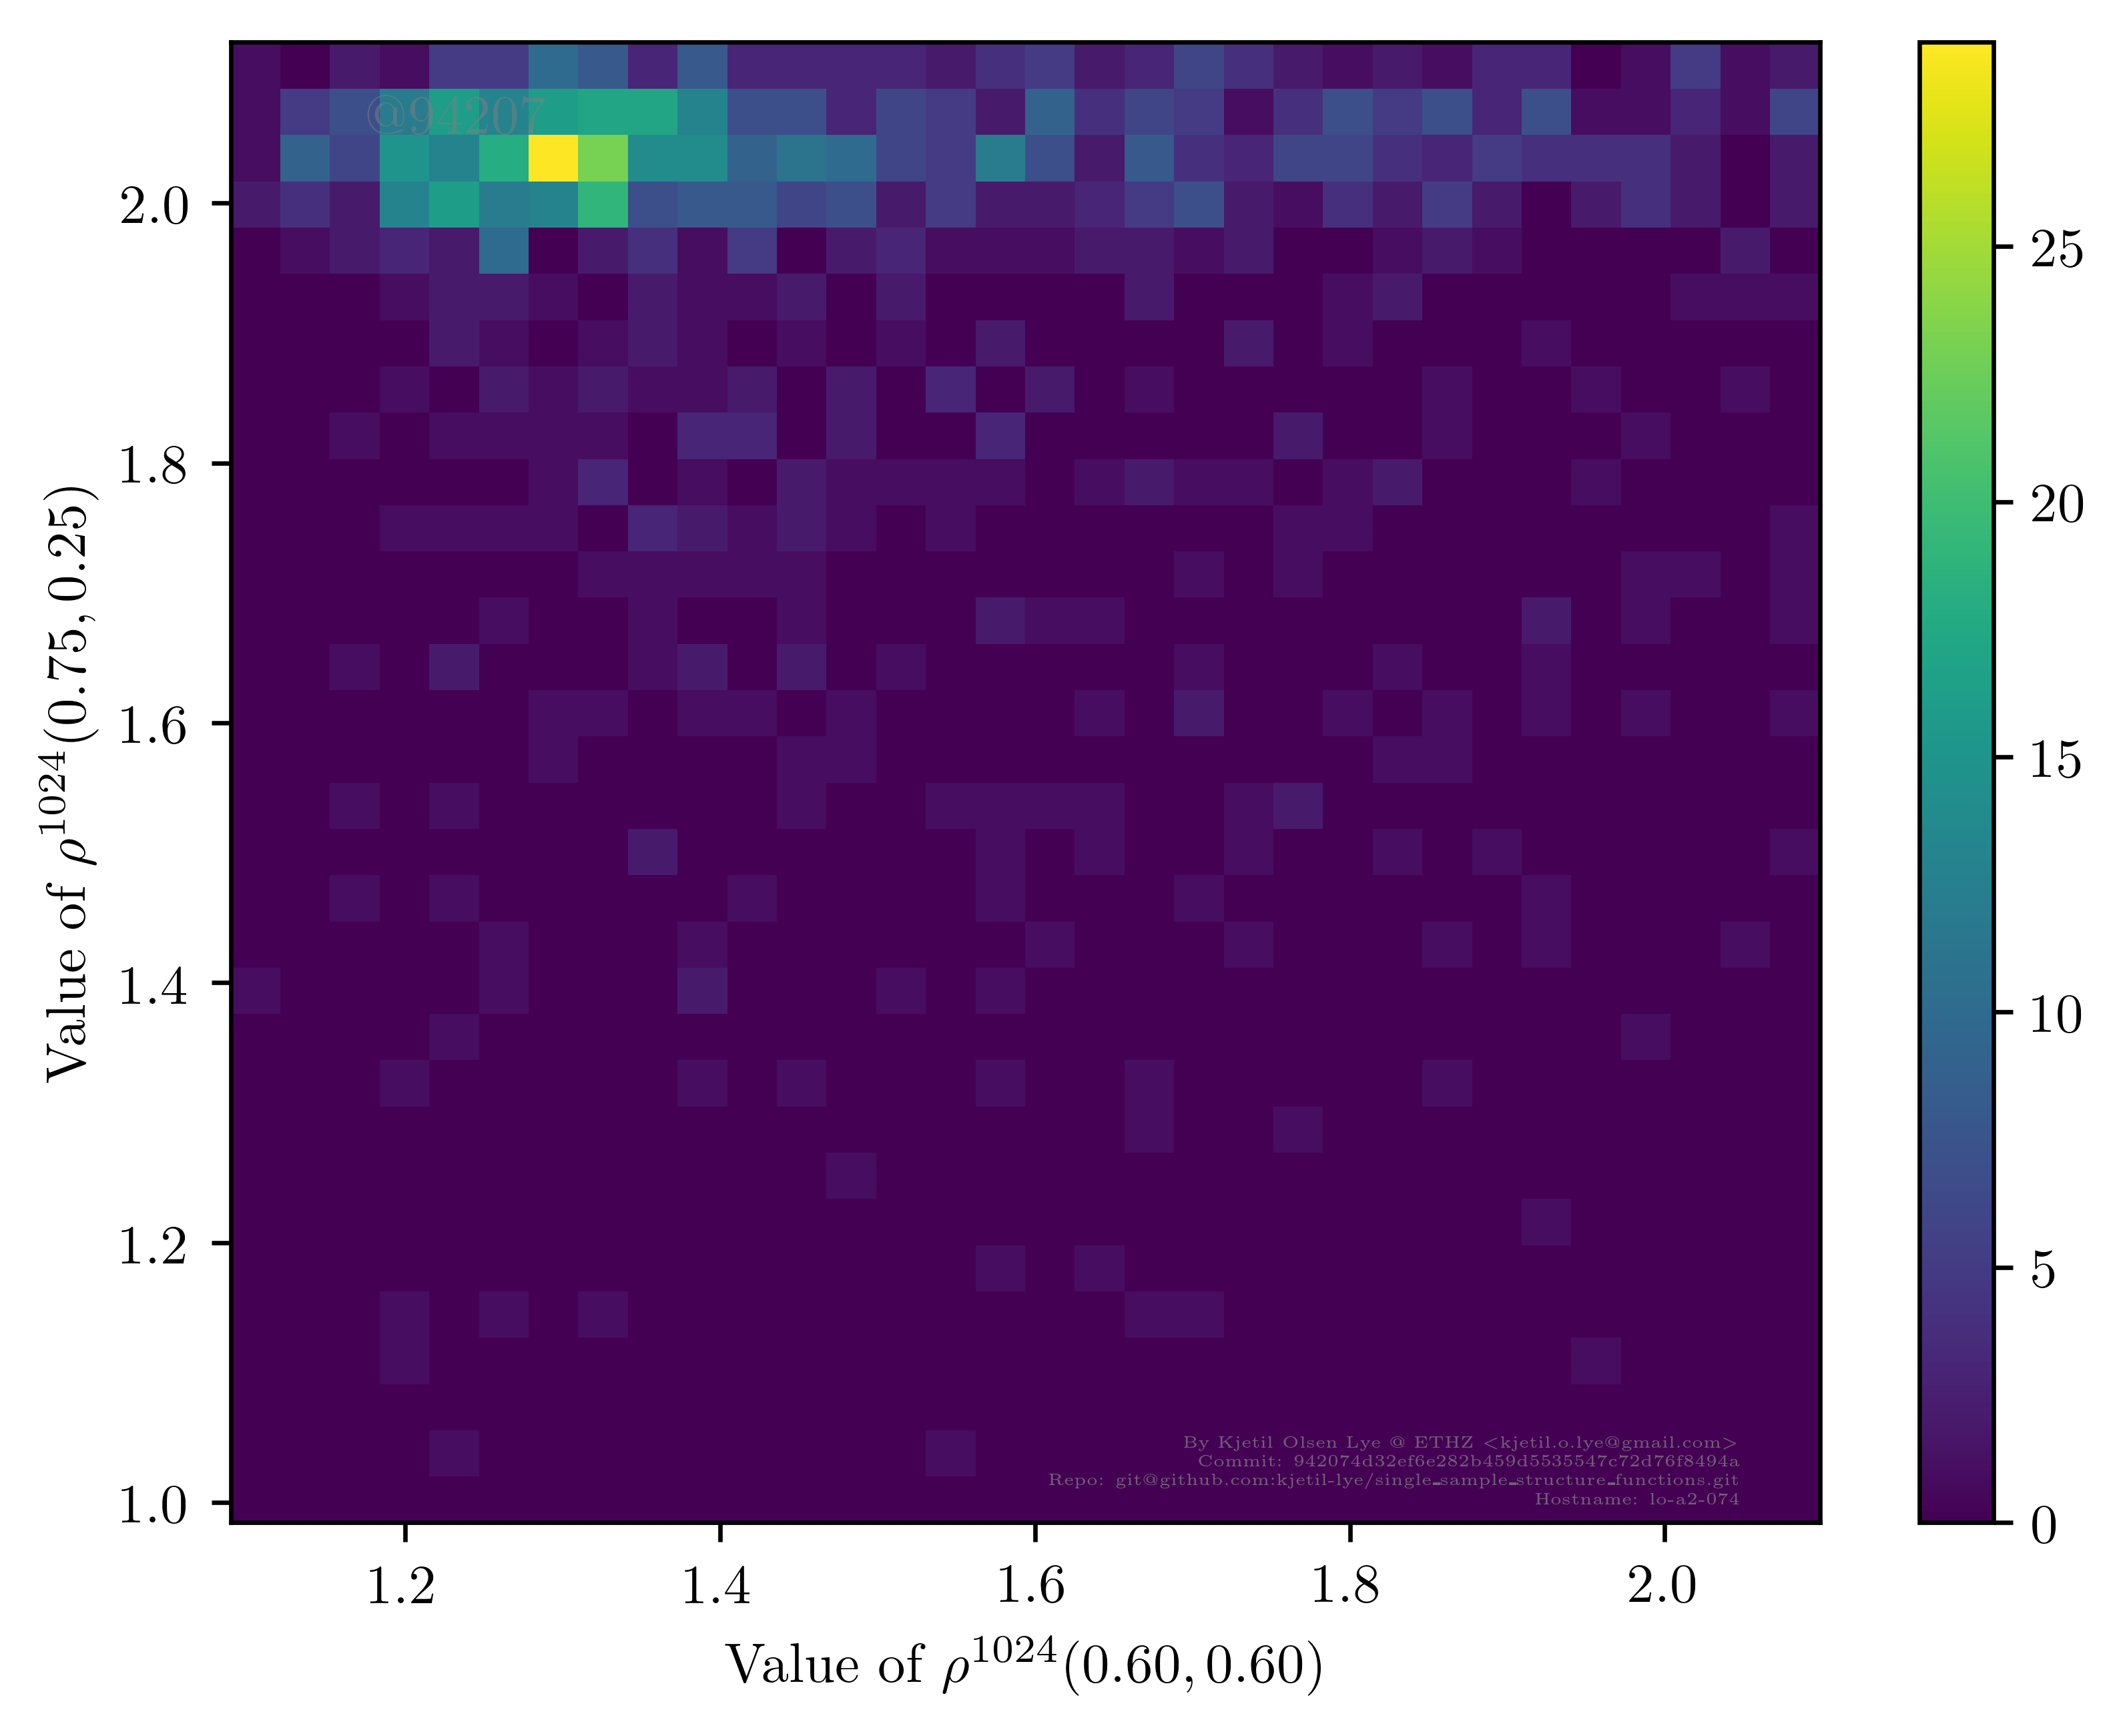 @94207
2.0
1.8
1.6
1.4
1.2
1.0
Value of ρ^1024(0.75, 0.25)
1.2 1.4 1.6 1.8 2.0
Value of ρ^1024(0.60, 0.60)
25
20
15
10
5
0
By Kjetil Olsen Lye @ ETHZ <kjetil.o.lye@gmail.com>
Commit: 942074d32ef6e282b459d5535547c72d76f8494a
Repo: git@github.com:kjetil-lye/single_sample_structure_functions.git
Hostname: lo-a2-074